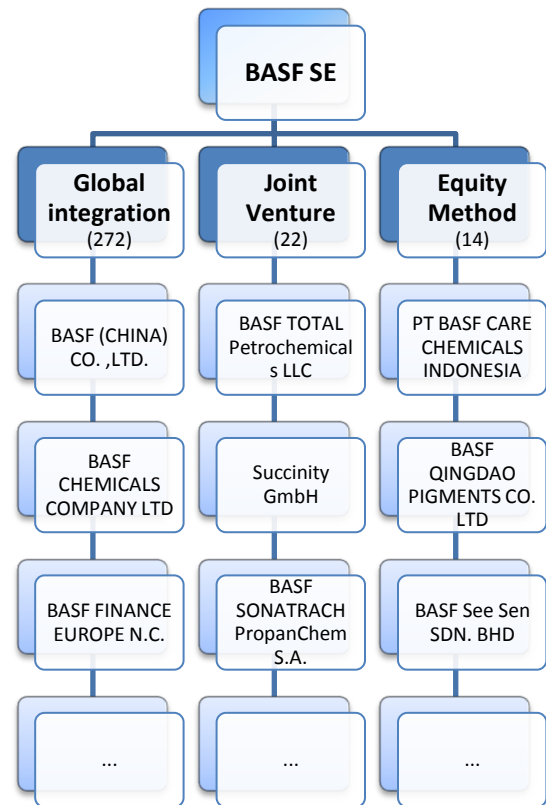 BASF SE
Global
integration
(272)
Joint
Venture
(22)
Equity
Method
(14)
BASF (CHINA)
CO. ,LTD.
BASF TOTAL
Petrochemical
s LLC
PT BASF CARE
CHEMICALS
INDONESIA
BASF
CHEMICALS
COMPANY LTD
Succinity
GmbH
BASF
QINGDAO
PIGMENTS CO.
LTD
BASF FINANCE
EUROPE N.C.
BASF
SONATRACH
PropanChem
S.A.
BASF See Sen
SDN. BHD
...
...
...